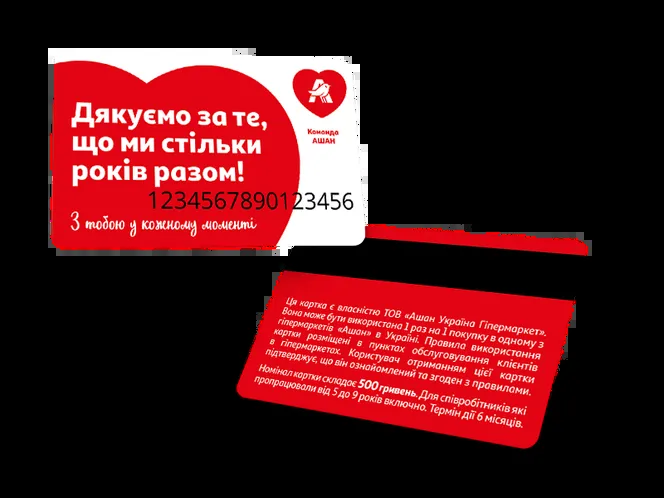 Дякуємо за те,
що ми стільки
років разом!
1234567890123456
З тобою у кожному моменті
Команда
АШАН
Ця картка є власністю ТОВ «Ашан Україна Гіпермаркет».
Вона може бути використана 1 раз на 1 покупку в одному з
гіпермаркетів «Ашан» в Україні. Правила використання
картки розміщені в пунктах обслуговування клієнтів
в гіпермаркетах. Користувач отриманням цієї картки
підтверджує, що він ознайомлений та згоден з правилами.
Номінал картки складає 500 гривень. Для співробітників які
пропрацювали від 5 до 9 років включно. Термін дії 6 місяців.